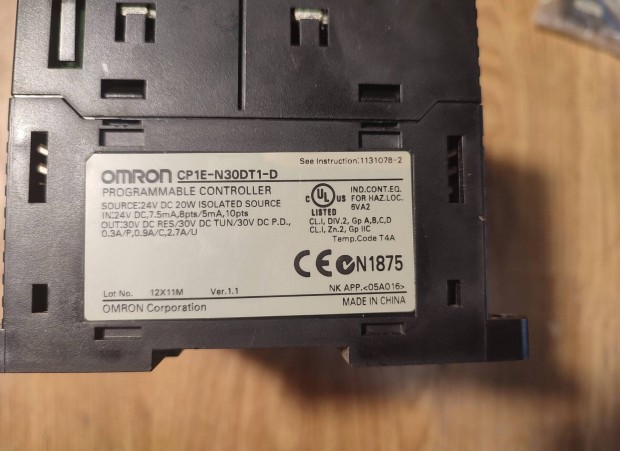 OMRON CP1E-N30DT1-D
See Instruction:1131078-2
PROGRAMMABLE CONTROLLER
SOURCE:24V DC 20W ISOLATED SOURCE
IN:24V DC,7.5mA,8pts/5mA,10pts
OUT:30V DC RES/30V DC TUN/30V DC P.D.,
0.3A/P,0.9A/C,2.7A/U
C UL US
LISTED
IND.CONT.EQ.
FOR HAZ.LOC.
6VA2
CL.I, DIV.2, Gp A,B,C,D
CL.I, Zn.2, Gp IIC
Temp.Code T4A
CE N1875
Lot No. 12X11M Ver.1.1
NK APP.<05A016>
OMRON Corporation
MADE IN CHINA